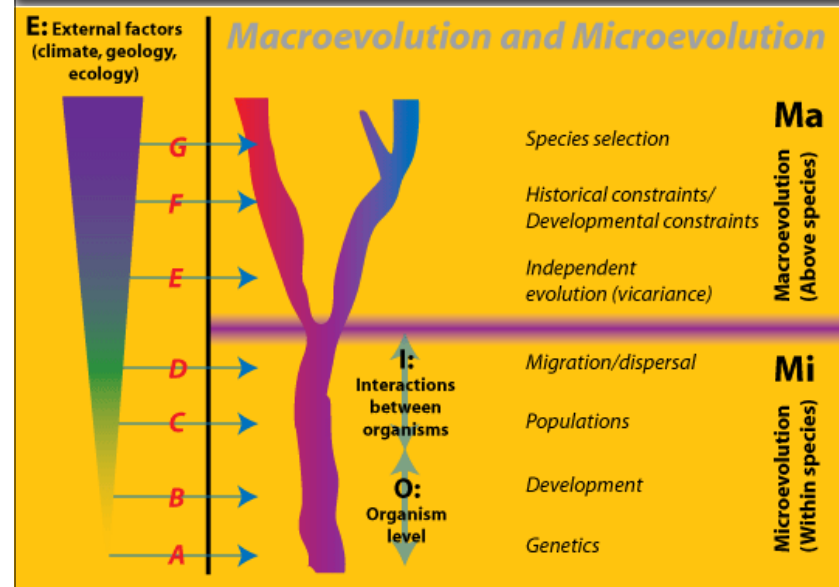 E: External factors
(climate, geology,
ecology)
Macroevolution and Microevolution
G
F
E
D
C
B
A
I:
Interactions
between
organisms
O:
Organism
level
Species selection
Historical constraints/
Developmental constraints
Independent
evolution (vicariance)
Migration/dispersal
Populations
Development
Genetics
Ma
Macroevolution
(Above species)
Mi
Microevolution
(Within species)